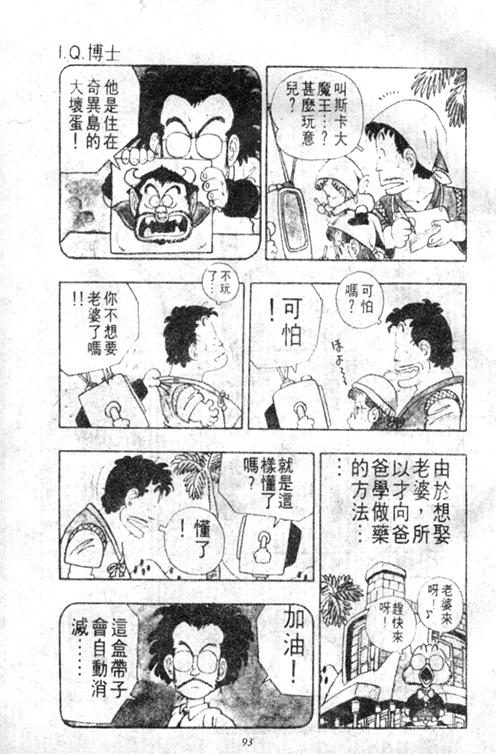 I.Q.博士
叫斯卡大
魔王…?
甚麼玩意
兒?
他是住在
奇異島的
大壞蛋!
可怕
嗎?
ほよ〜〜
可怕
!
不玩
了…
你不想要
老婆了嗎
!!
由於想娶
老婆,所
以才向爸
爸學做藥
的方法…
…
就是這
樣懂了
嗎?
懂了
!
老婆來
呀!♪
趕快來
呀!
加油!
這盒帶子
會自動消
滅……
93